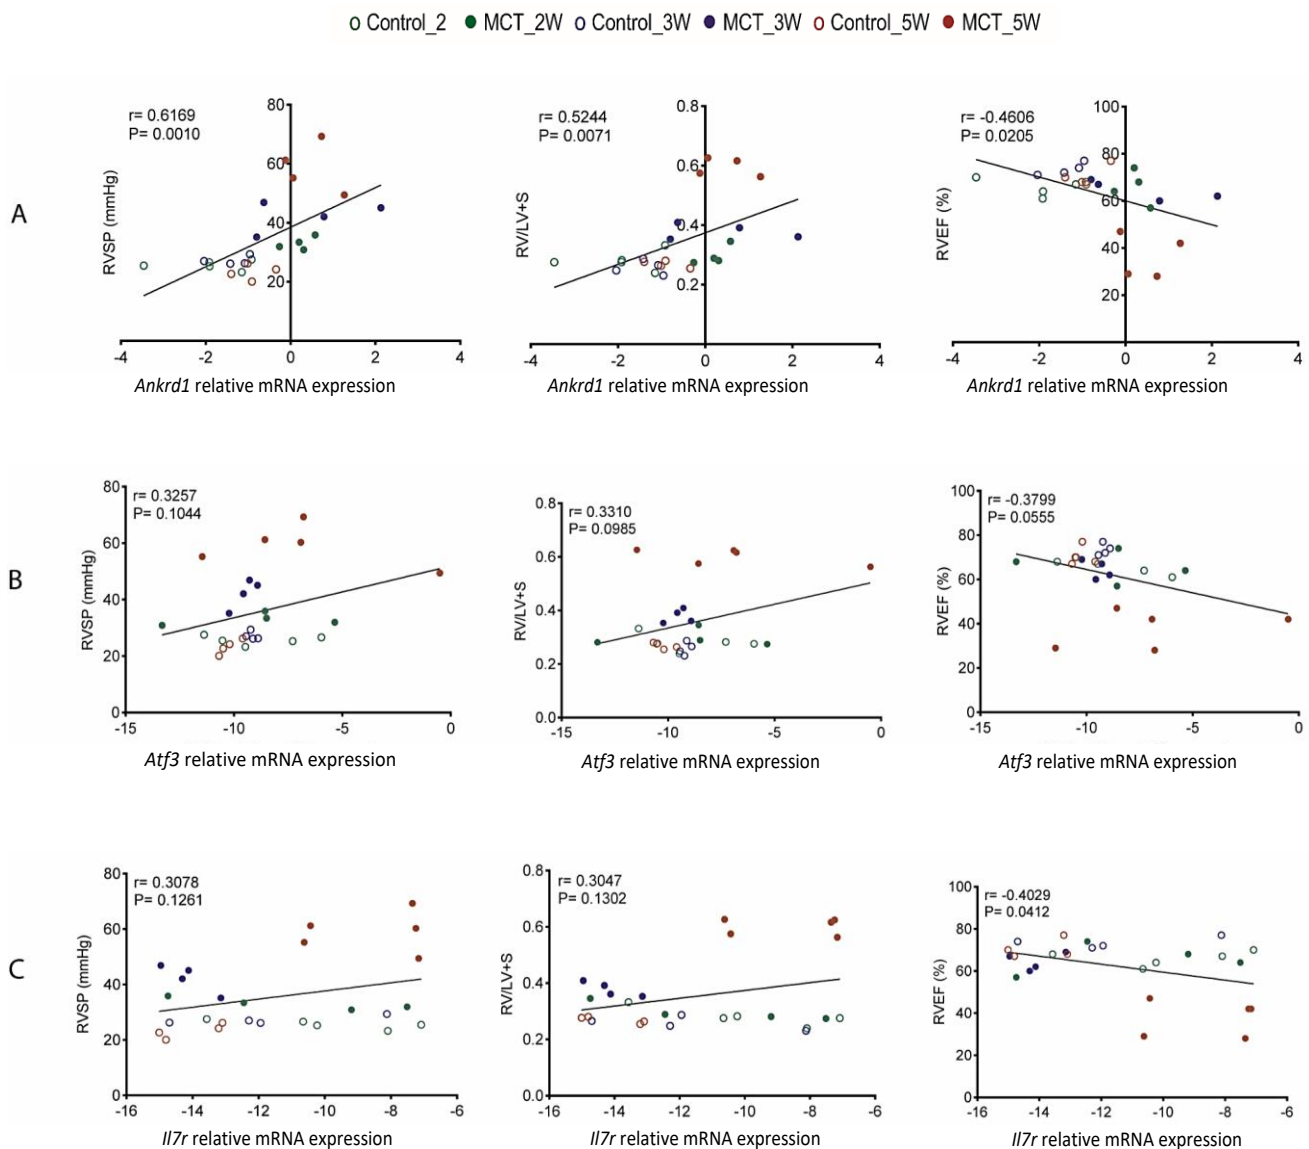 Control_2 MCT_2W Control_3W MCT_3W Control_5W MCT_5W
A
r= 0.6169
P= 0.0010
RVSP (mmHg)
80
60
40
20
-4 -2 0 2 4
Ankrd1 relative mRNA expression
r= 0.5244
P= 0.0071
RV/LV+S
0.8
0.6
0.4
0.2
-4 -2 0 2 4
Ankrd1 relative mRNA expression
r= -0.4606
P= 0.0205
RVEF (%)
100
80
60
40
20
-4 -2 0 2 4
Ankrd1 relative mRNA expression
B
r= 0.3257
P= 0.1044
RVSP (mmHg)
80
60
40
20
0
-15 -10 -5 0
Atf3 relative mRNA expression
r= 0.3310
P= 0.0985
RV/LV+S
0.8
0.6
0.4
0.2
0.0
-15 -10 -5 0
Atf3 relative mRNA expression
r= -0.3799
P= 0.0555
RVEF (%)
100
80
60
40
20
0
-15 -10 -5 0
Atf3 relative mRNA expression
C
r= 0.3078
P= 0.1261
RVSP (mmHg)
80
60
40
20
0
-16 -14 -12 -10 -8 -6
Il7r relative mRNA expression
r= 0.3047
P= 0.1302
RV/LV+S
0.8
0.6
0.4
0.2
0.0
-16 -14 -12 -10 -8 -6
Il7r relative mRNA expression
r= -0.4029
P= 0.0412
RVEF (%)
100
80
60
40
20
0
-16 -14 -12 -10 -8 -6
Il7r relative mRNA expression